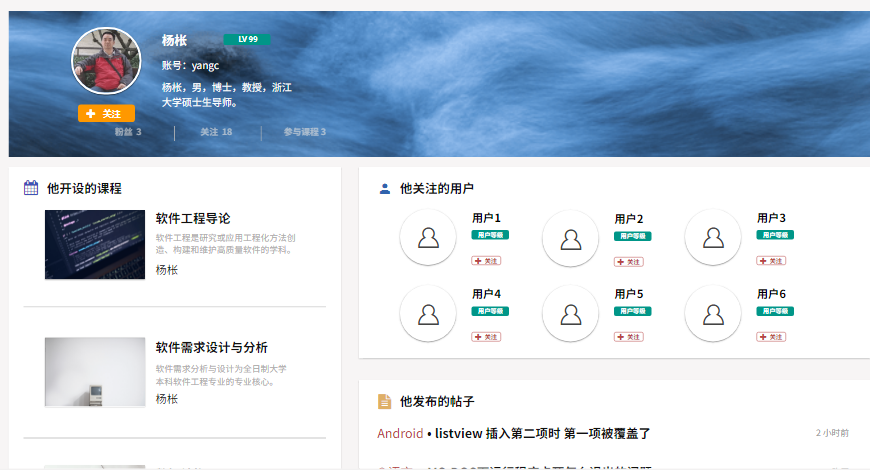 杨枨 LV 99
账号：yangc
杨枨，男，博士，教授，浙江
大学硕士生导师。
关注
粉丝 3 关注 18 参与课程 3
他开设的课程
软件工程导论
软件工程是研究或应用工程化方法创
造、构建和维护高质量软件的学科。
杨枨
软件需求设计与分析
软件需求分析与设计为全日制大学
本科软件工程专业的专业核心。
杨枨
他关注的用户
用户1 用户2 用户3
用户等级 用户等级 用户等级
关注 关注 关注
用户4 用户5 用户6
用户等级 用户等级 用户等级
关注 关注 关注
他发布的帖子
Android • listview 插入第二项时 第一项被覆盖了 2 小时前